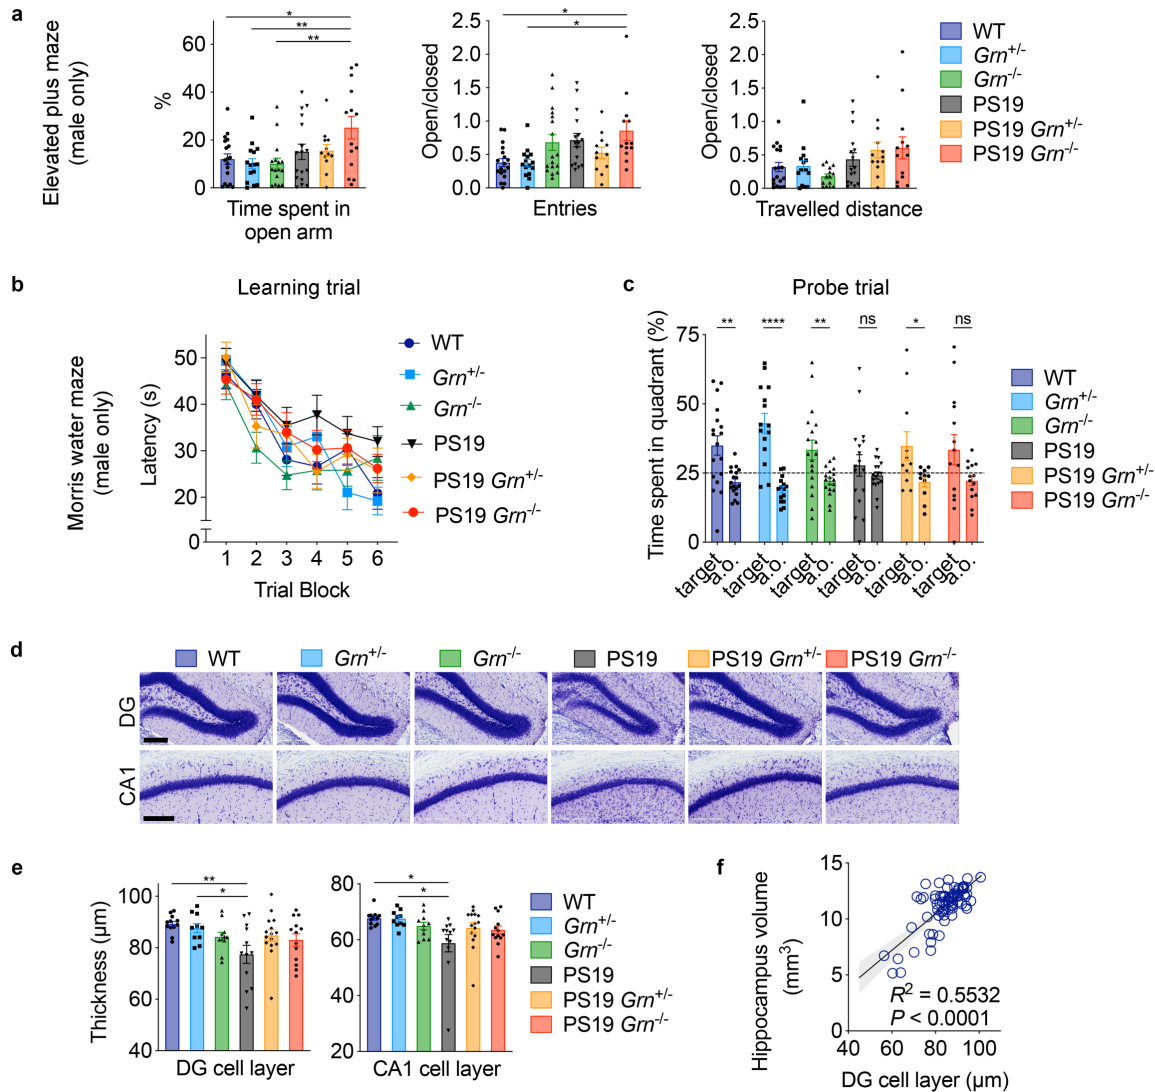 a
Elevated plus maze
(male only)
%
60
40
20
0
*
**
**
Time spent in
open arm
Open/closed
2.5
2.0
1.5
1.0
0.5
0.0
*
*
Entries
Open/closed
2.5
2.0
1.5
1.0
0.5
0.0
Travelled distance
WT
Grn+/-
Grn-/-
PS19
PS19 Grn+/-
PS19 Grn-/-
b
Learning trial
Morris water maze
(male only)
Latency (s)
50
40
30
20
0
1 2 3 4 5 6
Trial Block
WT
Grn+/-
Grn-/-
PS19
PS19 Grn+/-
PS19 Grn-/-
c
Probe trial
Time spent in quadrant (%)
75
50
25
0
** **** ** ns * ns
target a.o. target a.o. target a.o. target a.o. target a.o. target a.o.
WT
Grn+/-
Grn-/-
PS19
PS19 Grn+/-
PS19 Grn-/-
d
WT Grn+/- Grn-/- PS19 PS19 Grn+/- PS19 Grn-/-
DG
CA1
e
Thickness (µm)
100
80
60
40
**
*
DG cell layer
80
60
40
20
*
*
CA1 cell layer
WT
Grn+/-
Grn-/-
PS19
PS19 Grn+/-
PS19 Grn-/-
f
Hippocampus volume
(mm3)
15
10
5
0
R2 = 0.5532
P < 0.0001
40 60 80 100
DG cell layer (µm)